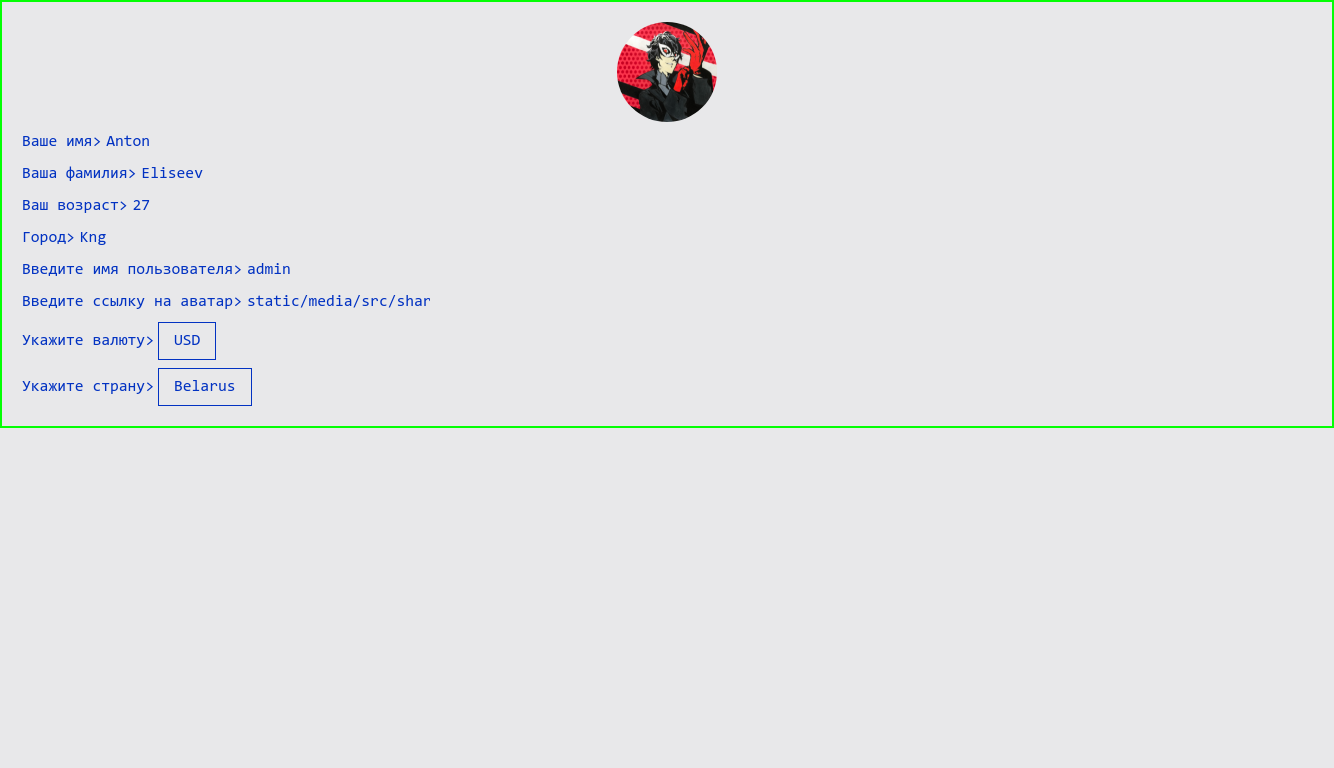 Ваше имя> Anton
Ваша фамилия> Eliseev
Ваш возраст> 27
Город> Kng
Введите имя пользователя> admin
Введите ссылку на аватар> static/media/src/shar
Укажите валюту> USD
Укажите страну> Belarus